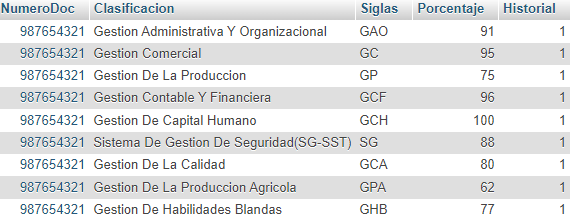 NumeroDoc Clasificacion Siglas Porcentaje Historial
987654321 Gestion Administrativa Y Organizacional GAO 91 1
987654321 Gestion Comercial GC 95 1
987654321 Gestion De La Produccion GP 75 1
987654321 Gestion Contable Y Financiera GCF 96 1
987654321 Gestion De Capital Humano GCH 100 1
987654321 Sistema De Gestion De Seguridad(SG-SST) SG 88 1
987654321 Gestion De La Calidad GCA 80 1
987654321 Gestion De La Produccion Agricola GPA 62 1
987654321 Gestion De Habilidades Blandas GHB 77 1